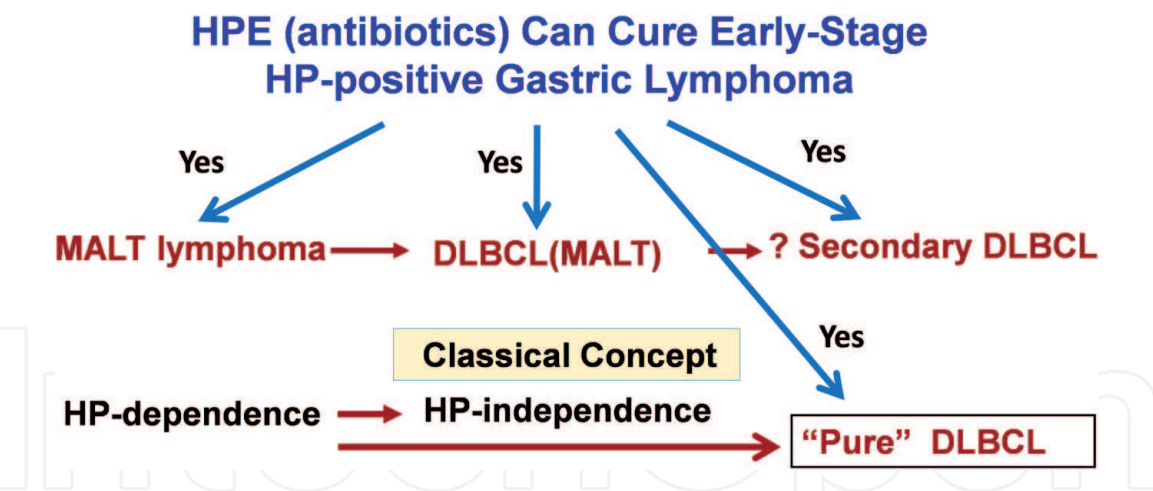 HPE (antibiotics) Can Cure Early-Stage
HP-positive Gastric Lymphoma
Yes
Yes
Yes
MALT lymphoma
DLBCL(MALT)
? Secondary DLBCL
Yes
Classical Concept
HP-dependence
HP-independence
“Pure” DLBCL